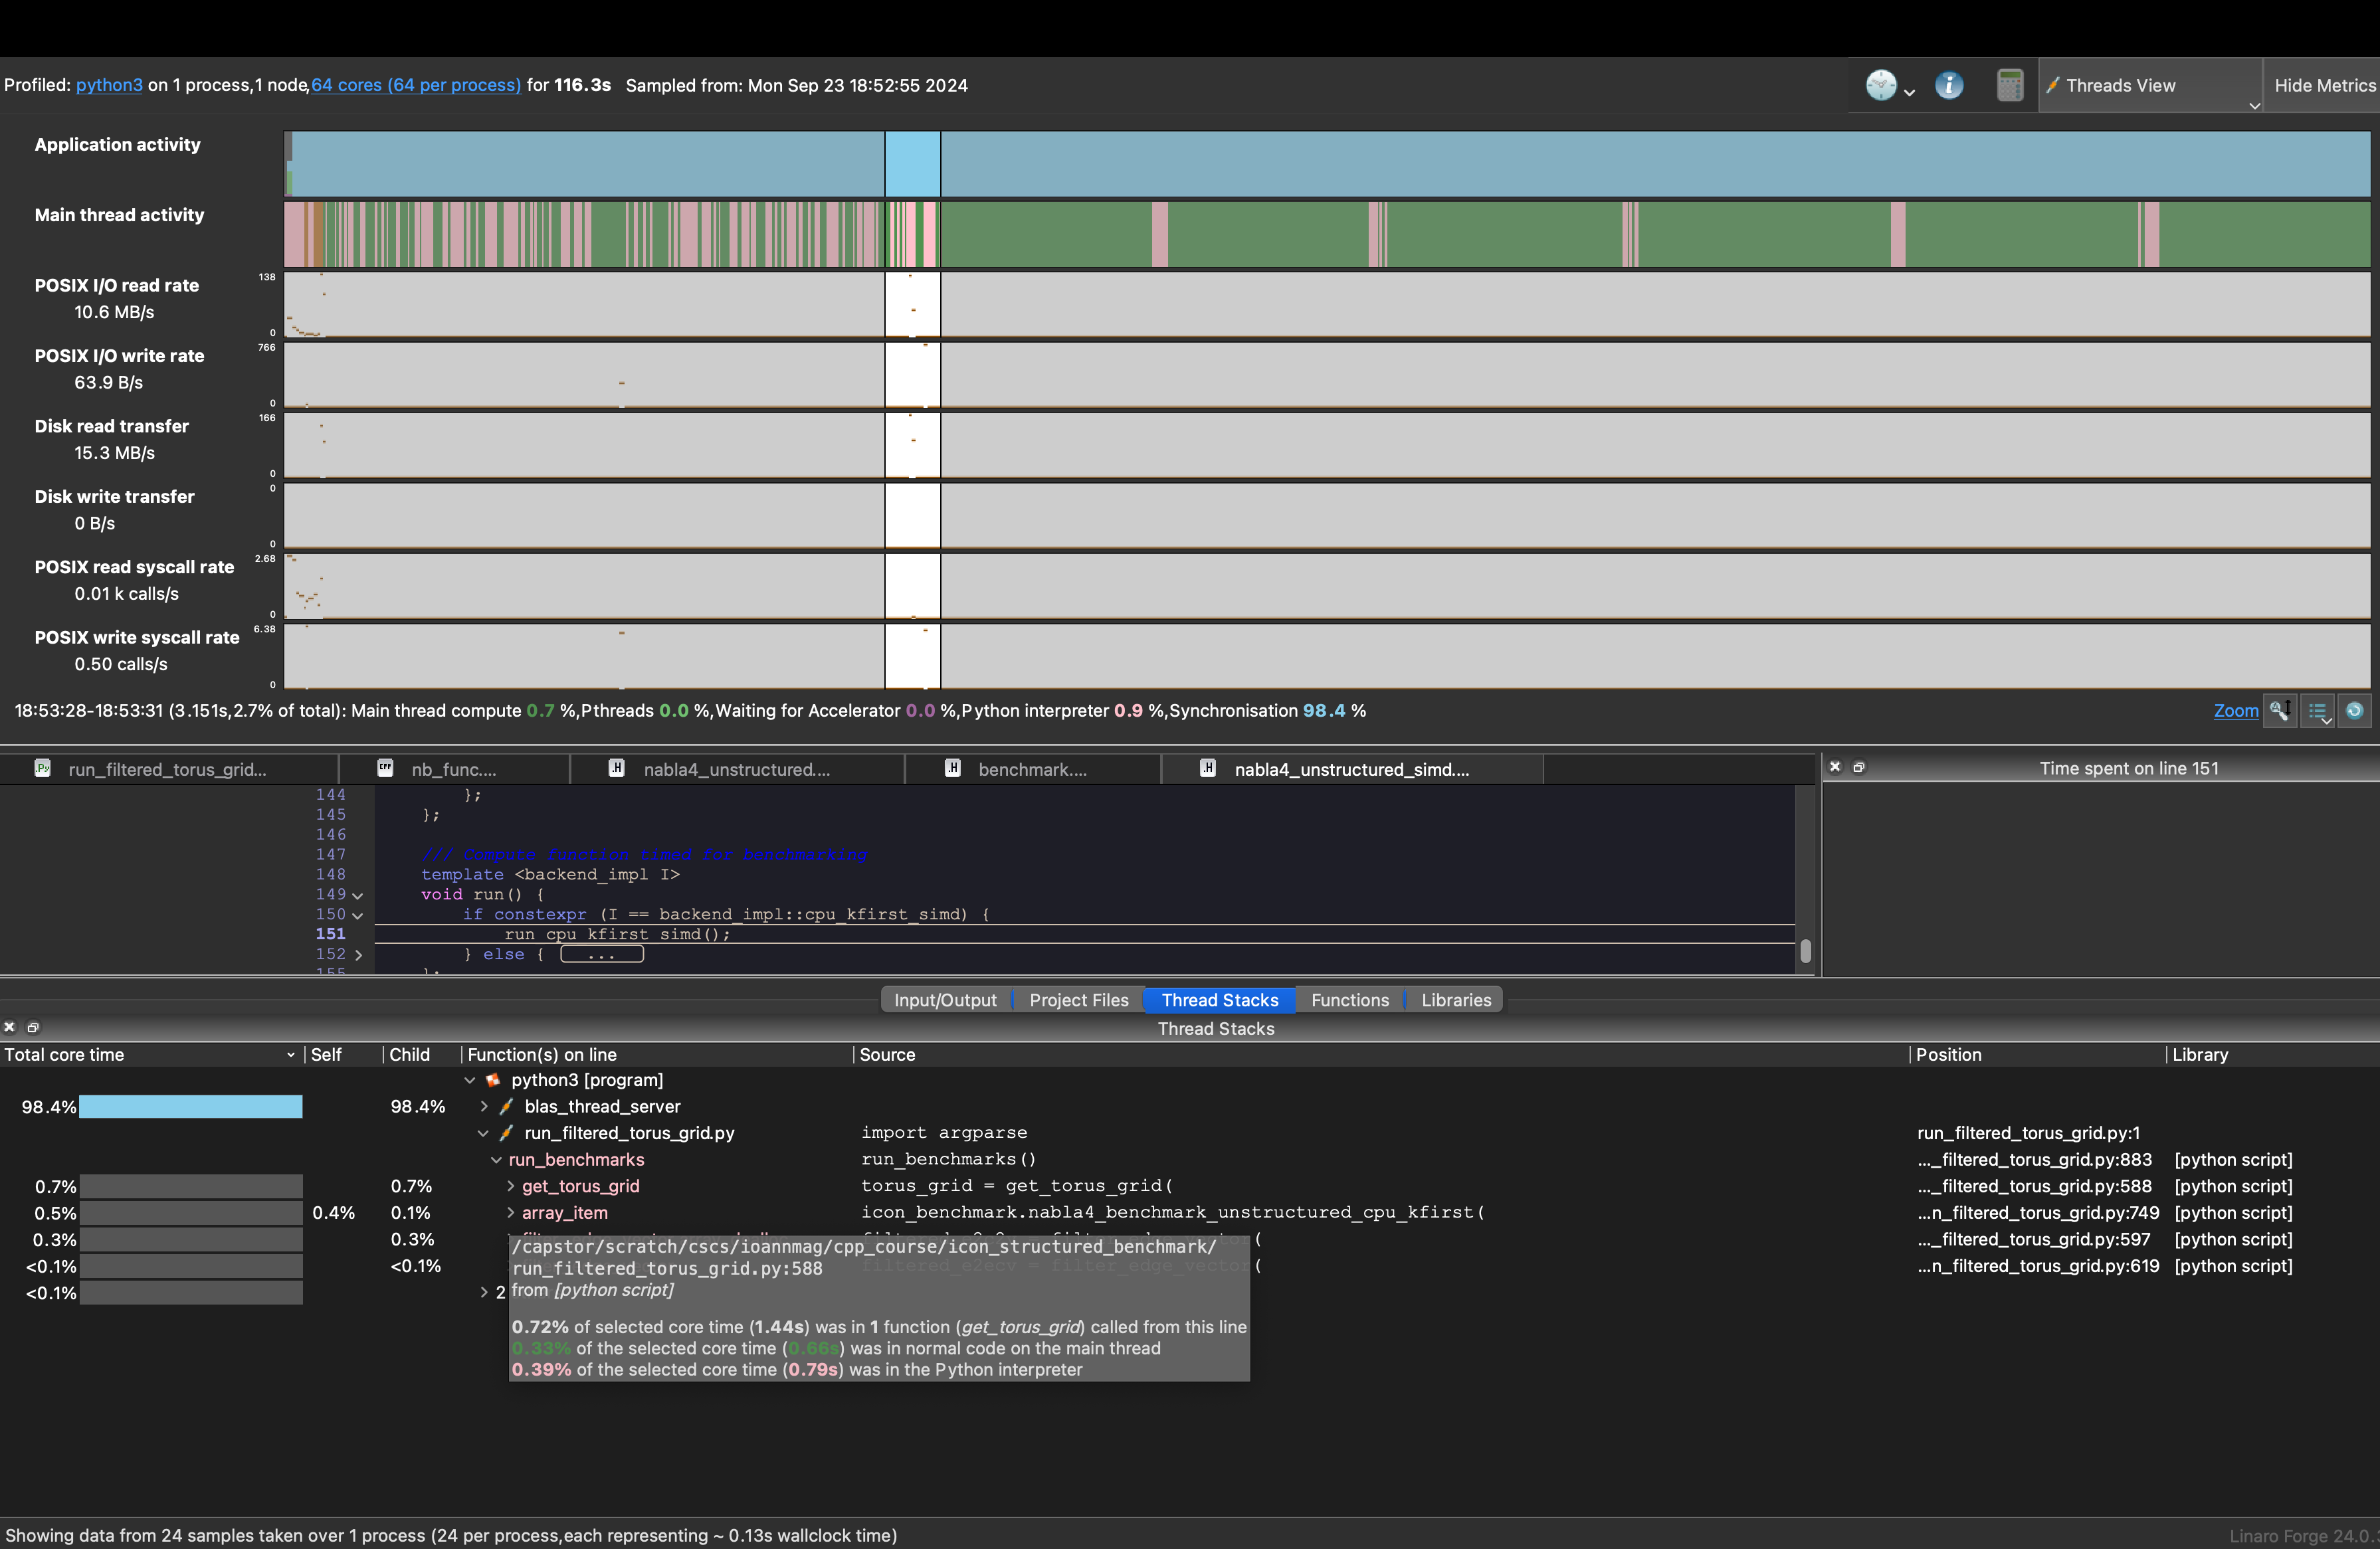 Profiled: python3 on 1 process,1 node,64 cores (64 per process) for 116.3s Sampled from: Mon Sep 23 18:52:55 2024
Threads View
Hide Metrics
Application activity
Main thread activity
POSIX I/O read rate
10.6 MB/s
138
0
POSIX I/O write rate
63.9 B/s
766
0
Disk read transfer
15.3 MB/s
166
0
Disk write transfer
0 B/s
0
0
POSIX read syscall rate
0.01 k calls/s
2.68
0
POSIX write syscall rate
0.50 calls/s
6.38
0
18:53:28-18:53:31 (3.151s,2.7% of total): Main thread compute 0.7 %,Pthreads 0.0 %,Waiting for Accelerator 0.0 %,Python interpreter 0.9 %,Synchronisation 98.4 %
Zoom
run_filtered_torus_grid...
nb_func....
nabla4_unstructured....
benchmark....
nabla4_unstructured_simd....
Time spent on line 151
144 };
145 };
146
147 /// Compute function timed for benchmarking
148 template <backend_impl I>
149 void run() {
150 if constexpr (I == backend_impl::cpu_kfirst_simd) {
151 run_cpu_kfirst_simd();
152 } else { ...
155 };
Input/Output Project Files Thread Stacks Functions Libraries
Thread Stacks
Total core time Self Child Function(s) on line Source Position Library
python3 [program]
98.4% 98.4% blas_thread_server
run_filtered_torus_grid.py import argparse run_filtered_torus_grid.py:1
run_benchmarks run_benchmarks() ..._filtered_torus_grid.py:883 [python script]
0.7% 0.7% get_torus_grid torus_grid = get_torus_grid( ..._filtered_torus_grid.py:588 [python script]
0.5% 0.4% 0.1% array_item icon_benchmark.nabla4_benchmark_unstructured_cpu_kfirst( ...n_filtered_torus_grid.py:749 [python script]
0.3% 0.3% ( ..._filtered_torus_grid.py:597 [python script]
<0.1% <0.1% filtered_e2ecv = filter_edge_vector( ...n_filtered_torus_grid.py:619 [python script]
<0.1% 2
/capstor/scratch/cscs/ioannmag/cpp_course/icon_structured_benchmark/
run_filtered_torus_grid.py:588
from [python script]
0.72% of selected core time (1.44s) was in 1 function (get_torus_grid) called from this line
0.33% of the selected core time (0.66s) was in normal code on the main thread
0.39% of the selected core time (0.79s) was in the Python interpreter
Showing data from 24 samples taken over 1 process (24 per process,each representing ~ 0.13s wallclock time)
Linaro Forge 24.0.